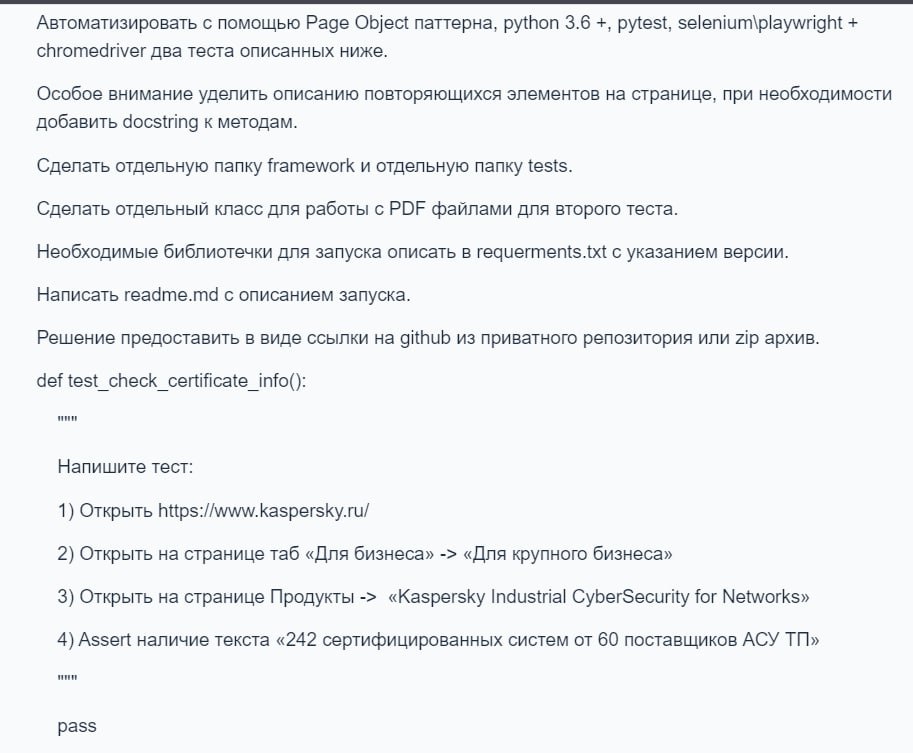 Автоматизировать с помощью Page Object паттерна, python 3.6 +, pytest, selenium\playwright +
chromedriver два теста описанных ниже.
Особое внимание уделить описанию повторяющихся элементов на странице, при необходимости
добавить docstring к методам.
Сделать отдельную папку framework и отдельную папку tests.
Сделать отдельный класс для работы с PDF файлами для второго теста.
Необходимые библиотечки для запуска описать в requerments.txt с указанием версии.
Написать readme.md с описанием запуска.
Решение предоставить в виде ссылки на github из приватного репозитория или zip архив.
def test_check_certificate_info():
"""
Напишите тест:
1) Открыть https://www.kaspersky.ru/
2) Открыть на странице таб «Для бизнеса» -> «Для крупного бизнеса»
3) Открыть на странице Продукты -> «Kaspersky Industrial CyberSecurity for Networks»
4) Assert наличие текста «242 сертифицированных систем от 60 поставщиков АСУ ТП»
"""
pass